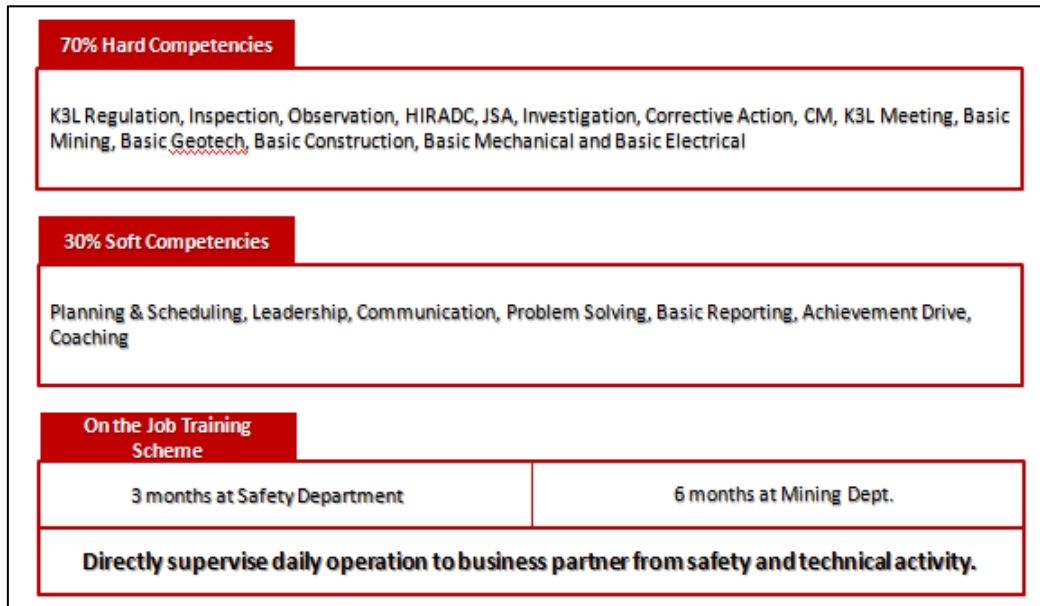 70% Hard Competencies
K3L Regulation, Inspection, Observation, HIRADC, JSA, Investigation, Corrective Action, CM, K3L Meeting, Basic
Mining, Basic Geotech, Basic Construction, Basic Mechanical and Basic Electrical
30% Soft Competencies
Planning & Scheduling, Leadership, Communication, Problem Solving, Basic Reporting, Achievement Drive,
Coaching
On the Job Training
Scheme
3 months at Safety Department
6 months at Mining Dept.
Directly supervise daily operation to business partner from safety and technical activity.